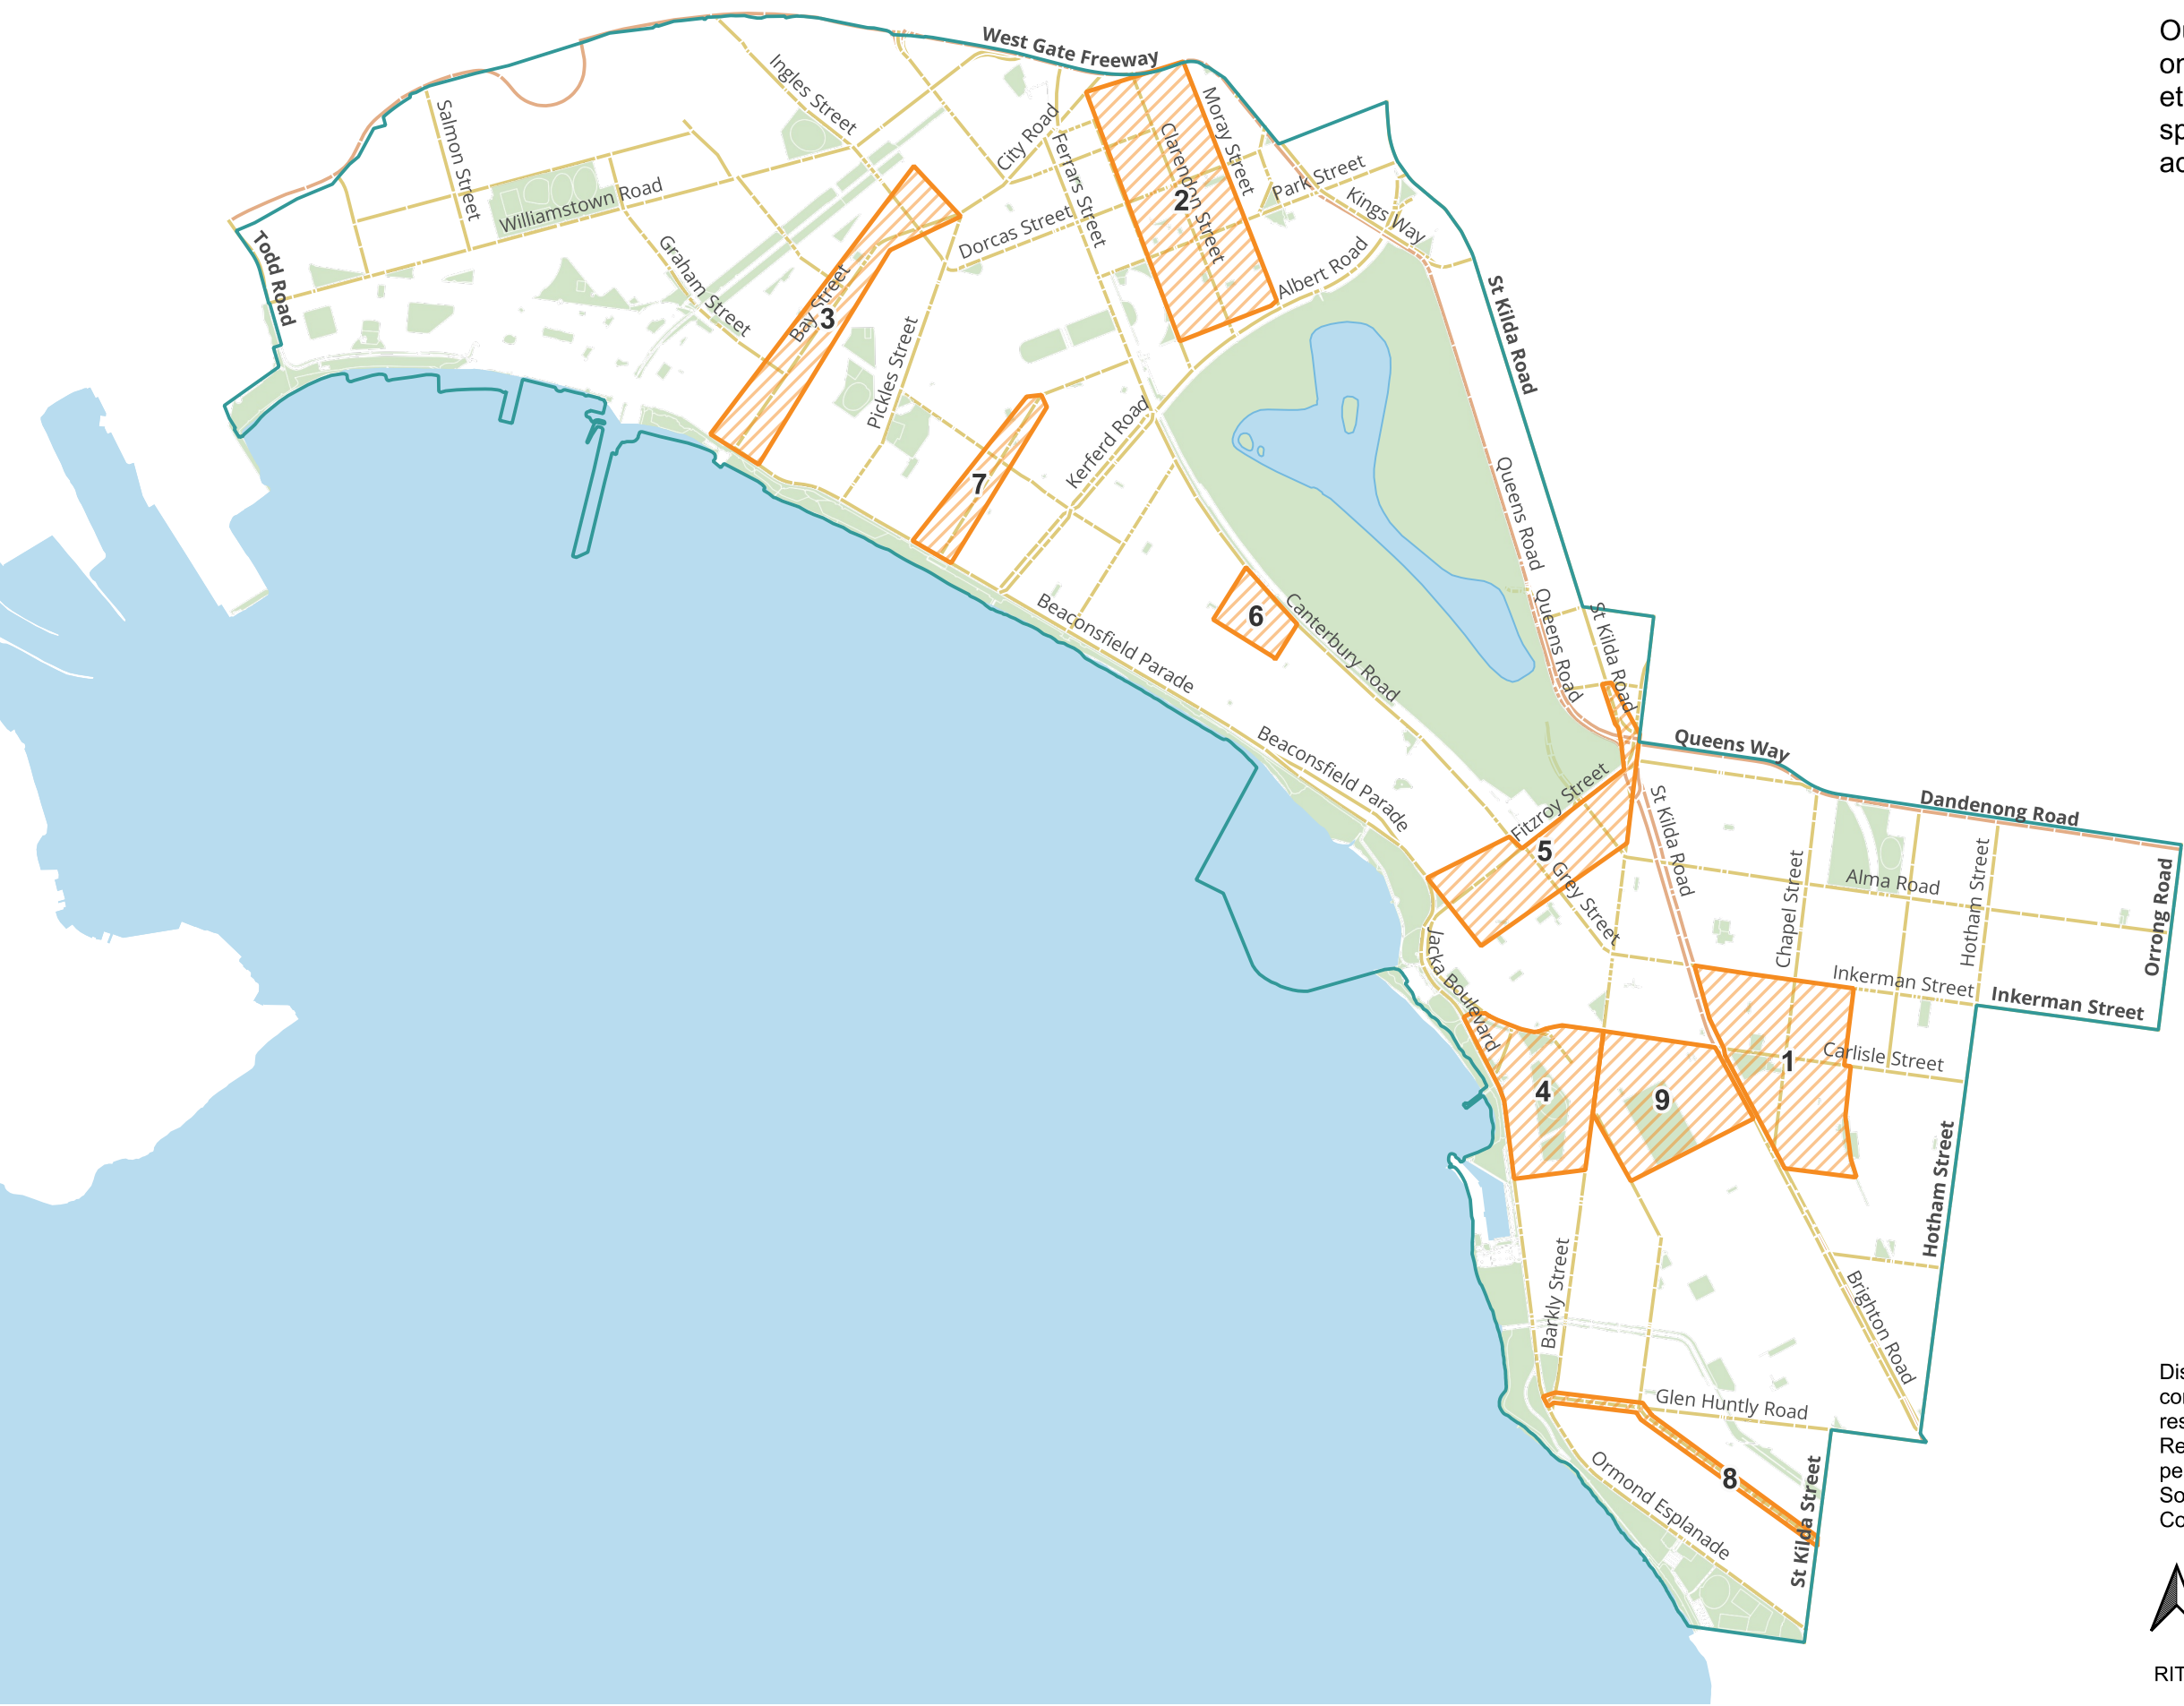 West Gate Freeway
Ingles Street
Salmon Street
City Road
Ferrars Street
Clarendon Street
Moray Street
Park Street
Kings Way
Williamstown Road
2
Dorcas Street
Albert Road
Todd Road
Graham Street
Bay Street
3
Pickles Street
St Kilda Road
Kerferd Road
7
Queens Road
6
Canterbury Road
Beaconsfield Parade
Queens Road
St Kilda Road
Beaconsfield Parade
Queens Way
Fitzroy Street
5
Grey Street
St Kilda Road
Dandenong Road
Alma Road
Chapel Street
Hotham Street
Orrong Road
Jacka Boulevard
Inkerman Street
Inkerman Street
Carlisle Street
1
4
9
Hotham Street
Barkly Street
Brighton Road
Glen Huntly Road
8
Ormond Esplanade
St Kilda Street
RIT